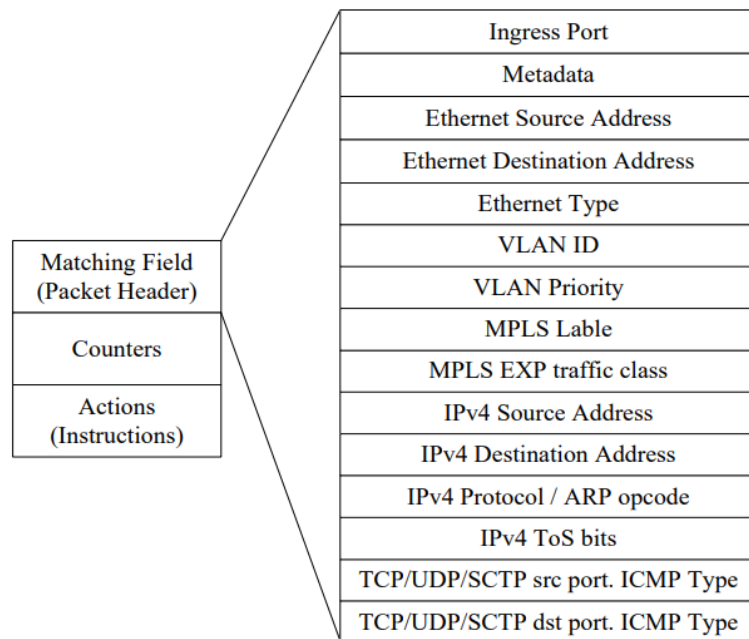 Matching Field
(Packet Header)
Counters
Actions
(Instructions)
Ingress Port
Metadata
Ethernet Source Address
Ethernet Destination Address
Ethernet Type
VLAN ID
VLAN Priority
MPLS Lable
MPLS EXP traffic class
IPv4 Source Address
IPv4 Destination Address
IPv4 Protocol / ARP opcode
IPv4 ToS bits
TCP/UDP/SCTP src port. ICMP Type
TCP/UDP/SCTP dst port. ICMP Type